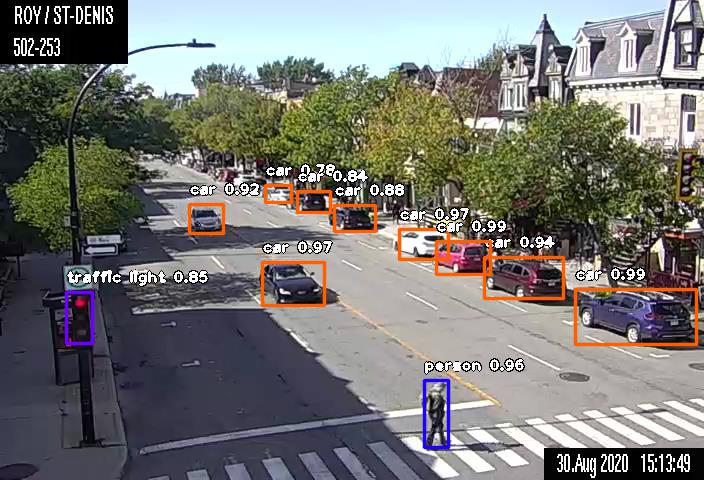 ROY / ST-DENIS
502-253
car 0.92
car 0.78
car 0.84
car 0.88
car 0.97
car 0.99
car 0.94
car 0.97
car 0.99
traffic light 0.85
person 0.96
30.Aug 2020 15:13:49